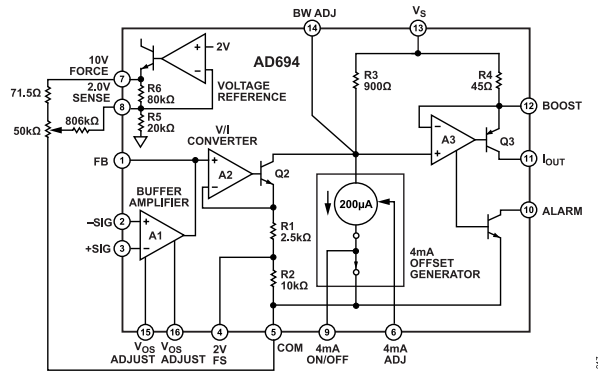 BW ADJ
14
VS
13
10V
FORCE
7
2.0V
SENSE
8
71.5Ω
806kΩ
50kΩ
2V
AD694
VOLTAGE
REFERENCE
R6
80kΩ
R5
20kΩ
R3
900Ω
R4
45Ω
12
BOOST
A3
Q3
11
IOUT
V/I
CONVERTER
FB
1
A2
Q2
BUFFER
AMPLIFIER
–SIG
2
+SIG
3
A1
R1
2.5kΩ
R2
10kΩ
200µA
10
ALARM
4mA
OFFSET
GENERATOR
15
16
4
5
9
6
VOS
ADJUST
VOS
ADJUST
2V
FS
COM
4mA
ON/OFF
4mA
ADJ